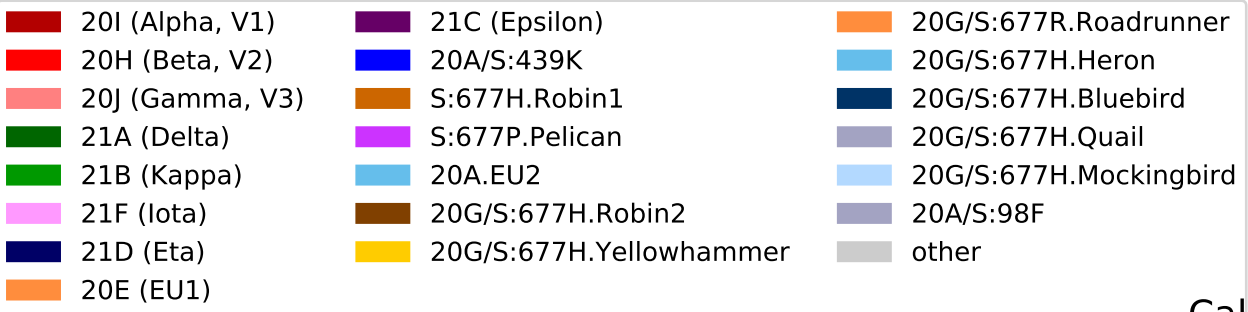 20I (Alpha, V1)
20H (Beta, V2)
20J (Gamma, V3)
21A (Delta)
21B (Kappa)
21F (Iota)
21D (Eta)
20E (EU1)
21C (Epsilon)
20A/S:439K
S:677H.Robin1
S:677P.Pelican
20A.EU2
20G/S:677H.Robin2
20G/S:677H.Yellowhammer
20G/S:677R.Roadrunner
20G/S:677H.Heron
20G/S:677H.Bluebird
20G/S:677H.Quail
20G/S:677H.Mockingbird
20A/S:98F
other